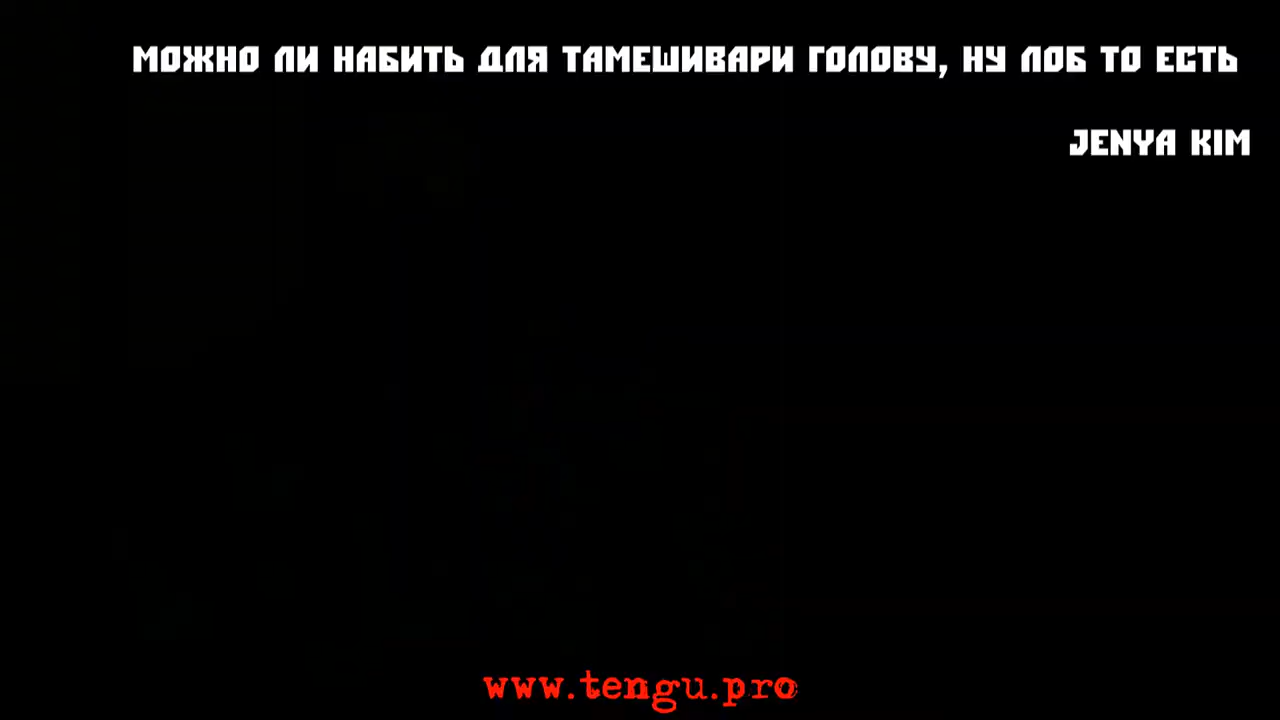 МОЖНО ЛИ НАБИТЬ ДЛЯ ТАМЕШИВАРИ ГОЛОВУ, НУ ЛОБ ТО ЕСТЬ
JENYA KIM
www.tengu.pro